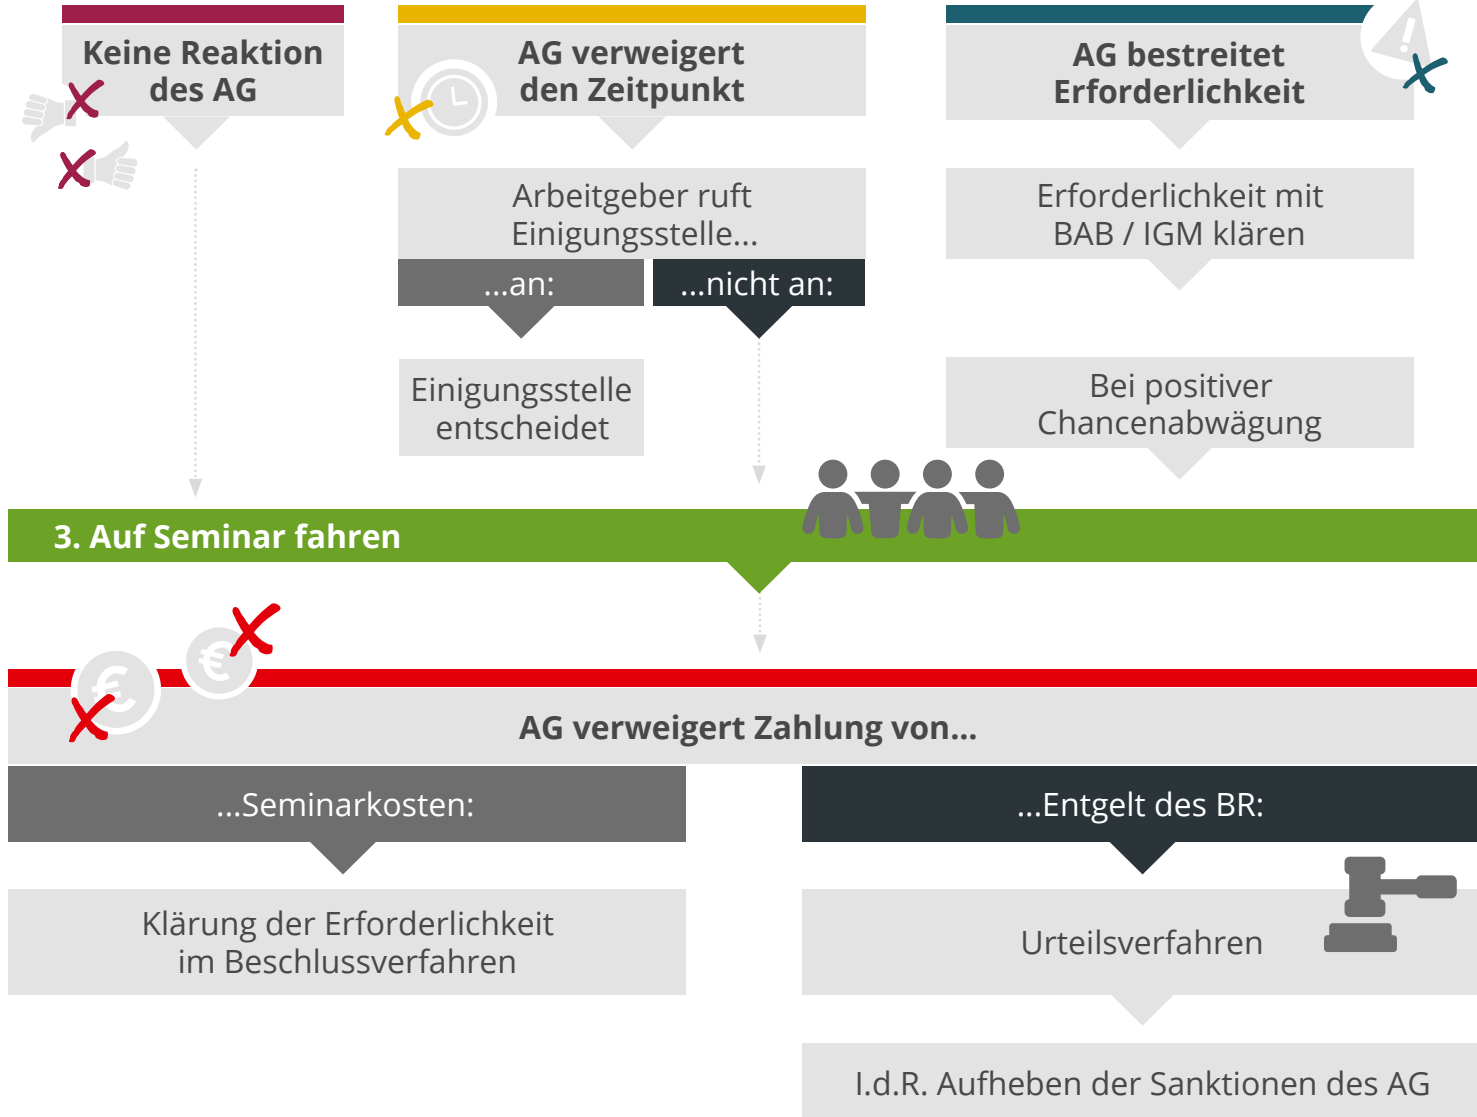 Keine Reaktion
des AG
AG verweigert
den Zeitpunkt
Arbeitgeber ruft
Einigungsstelle...
...an:
...nicht an:
Einigungsstelle
entscheidet
AG bestreitet
Erforderlichkeit
Erforderlichkeit mit
BAB / IGM klären
Bei positiver
Chancenabwägung
3. Auf Seminar fahren
AG verweigert Zahlung von...
...Seminarkosten:
Klärung der Erforderlichkeit
im Beschlussverfahren
...Entgelt des BR:
Urteilsverfahren
I.d.R. Aufheben der Sanktionen des AG